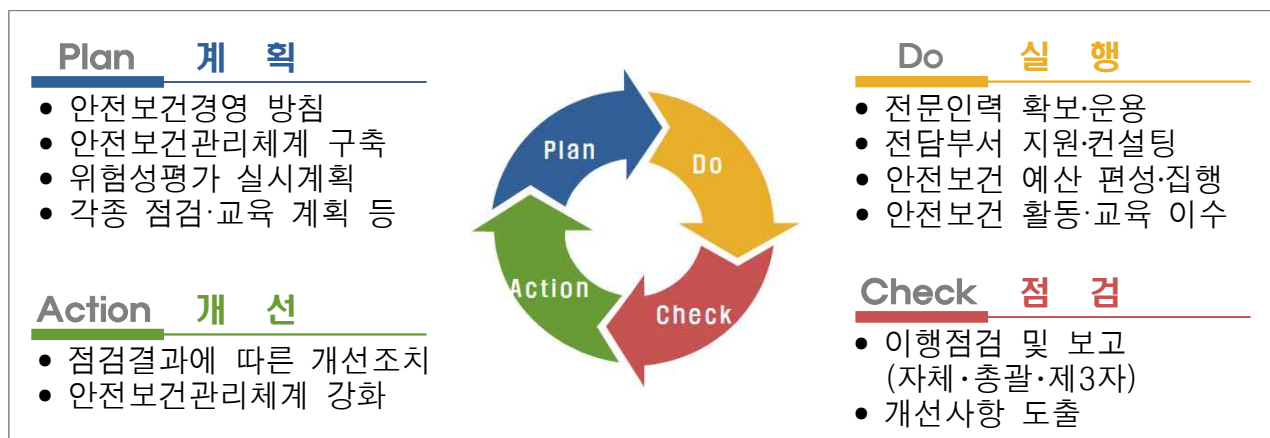 Plan 계 획
• 안전보건경영 방침
• 안전보건관리체계 구축
• 위험성평가 실시계획
• 각종 점검·교육 계획 등
Do 실 행
• 전문인력 확보·운용
• 전담부서 지원·컨설팅
• 안전보건 예산 편성·집행
• 안전보건 활동·교육 이수
Plan
Do
Check
Action
Action 개 선
• 점검결과에 따른 개선조치
• 안전보건관리체계 강화
Check 점 검
• 이행점검 및 보고
(자체·총괄·제3자)
• 개선사항 도출